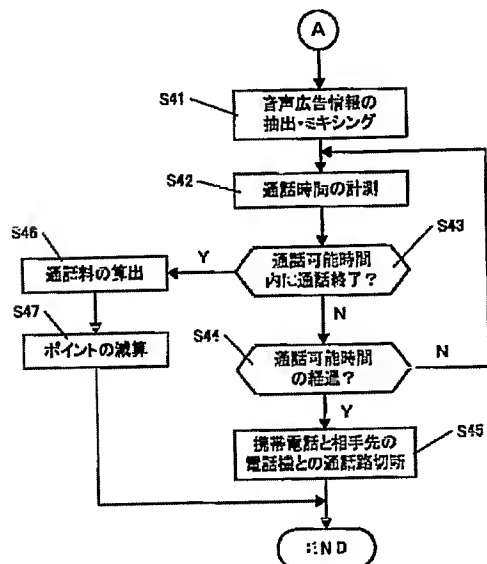 A
S41
音声広告情報の
抽出・ミキシング
S42
通話時間の計測
S43
通話可能時間
内に通話終了?
Y
N
S46
通話料の算出
S47
ポイントの減算
S44
通話可能時間
の経過?
N
Y
S45
携帯電話と相手先の
電話機との通話路切断
END